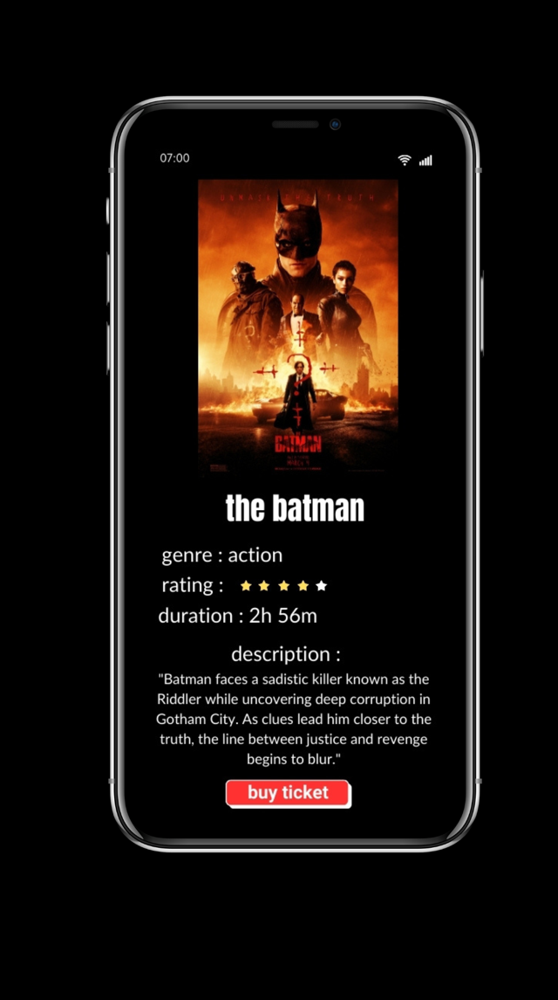 07:00
UNMASK THE TRUTH
THE
BATMAN
the batman
genre : action
rating :
duration : 2h 56m
description :
"Batman faces a sadistic killer known as the
Riddler while uncovering deep corruption in
Gotham City. As clues lead him closer to the
truth, the line between justice and revenge
begins to blur."
buy ticket